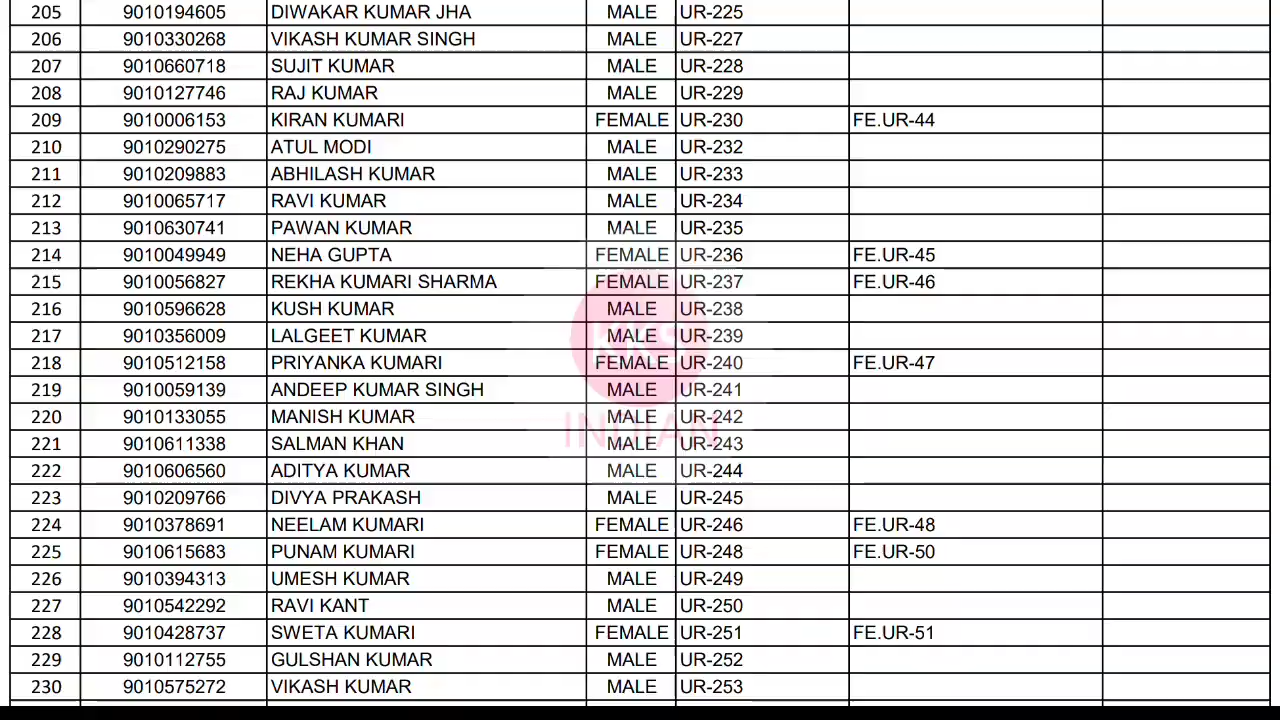 205 9010194605 DIWAKAR KUMAR JHA MALE UR-225
206 9010330268 VIKASH KUMAR SINGH MALE UR-227
207 9010660718 SUJIT KUMAR MALE UR-228
208 9010127746 RAJ KUMAR MALE UR-229
209 9010006153 KIRAN KUMARI FEMALE UR-230 FE.UR-44
210 9010290275 ATUL MODI MALE UR-232
211 9010209883 ABHILASH KUMAR MALE UR-233
212 9010065717 RAVI KUMAR MALE UR-234
213 9010630741 PAWAN KUMAR MALE UR-235
214 9010049949 NEHA GUPTA FEMALE UR-236 FE.UR-45
215 9010056827 REKHA KUMARI SHARMA FEMALE UR-237 FE.UR-46
216 9010596628 KUSH KUMAR MALE UR-238
217 9010356009 LALGEET KUMAR MALE UR-239
218 9010512158 PRIYANKA KUMARI FEMALE UR-240 FE.UR-47
219 9010059139 ANDEEP KUMAR SINGH MALE UR-241
220 9010133055 MANISH KUMAR MALE UR-242
221 9010611338 SALMAN KHAN MALE UR-243
222 9010606560 ADITYA KUMAR MALE UR-244
223 9010209766 DIVYA PRAKASH MALE UR-245
224 9010378691 NEELAM KUMARI FEMALE UR-246 FE.UR-48
225 9010615683 PUNAM KUMARI FEMALE UR-248 FE.UR-50
226 9010394313 UMESH KUMAR MALE UR-249
227 9010542292 RAVI KANT MALE UR-250
228 9010428737 SWETA KUMARI FEMALE UR-251 FE.UR-51
229 9010112755 GULSHAN KUMAR MALE UR-252
230 9010575272 VIKASH KUMAR MALE UR-253
KKS
INDIAN